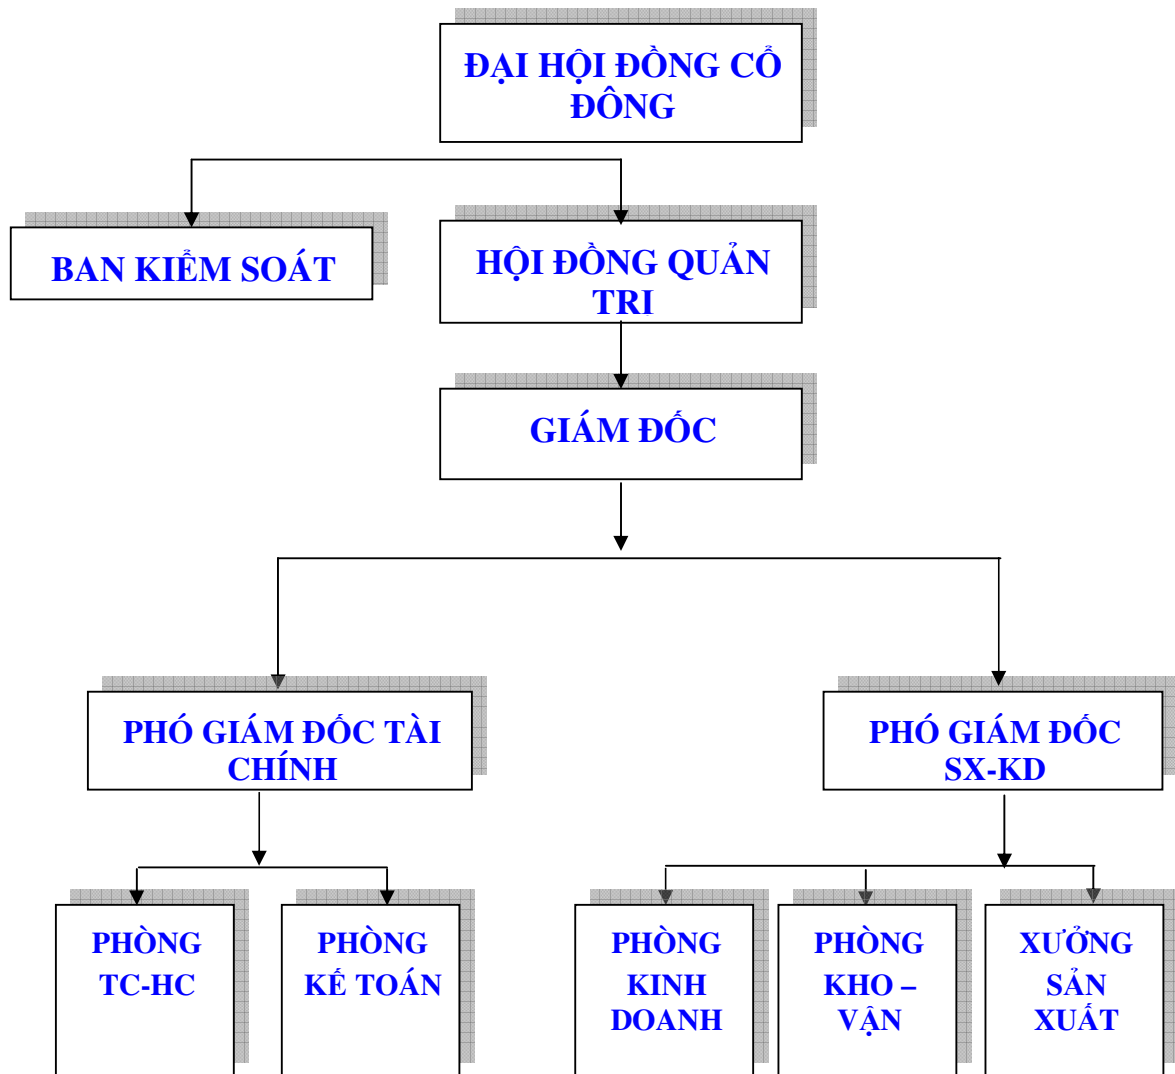 ĐẠI HỘI ĐỒNG CỔ
ĐÔNG
BAN KIỂM SOÁT
HỘI ĐỒNG QUẢN
TRỊ
GIÁM ĐỐC
PHÓ GIÁM ĐỐC TÀI
CHÍNH
PHÓ GIÁM ĐỐC
SX-KD
PHÒNG
TC-HC
PHÒNG
KẾ TOÁN
PHÒNG
KINH
DOANH
PHÒNG
KHO –
VẬN
XƯỞNG
SẢN
XUẤT